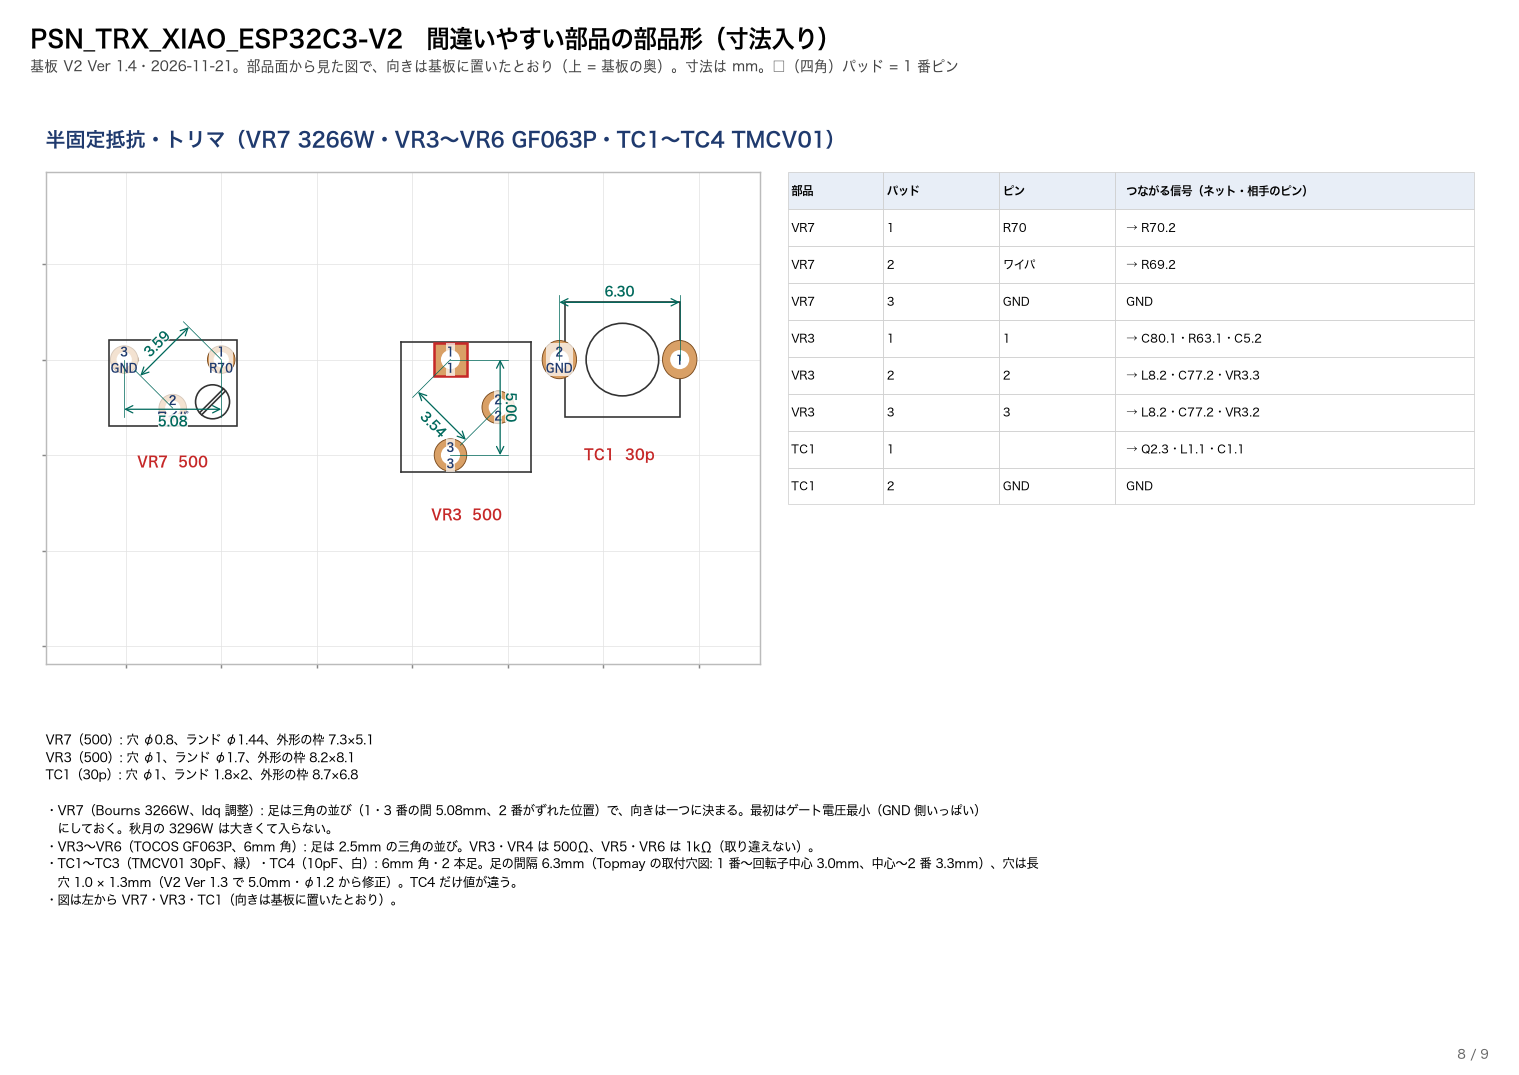 PSN_TRX_XIAO_ESP32C3-V2　間違いやすい部品の部品形（寸法入り）
基板 V2 Ver 1.4・2026-11-21。部品面から見た図で、向きは基板に置いたとおり（上 = 基板の奥）。寸法は mm。□（四角）パッド = 1 番ピン
半固定抵抗・トリマ（VR7 3266W・VR3～VR6 GF063P・TC1～TC4 TMCV01）
3
GND
3.59
1
R70
2
5.08
VR7 500
1
1
2
2
5.00
3.54
3
3
VR3 500
6.30
2
GND
1
TC1 30p
部品 パッド ピン つながる信号（ネット・相手のピン）
VR7 1 R70 → R70.2
VR7 2 ワイパ → R69.2
VR7 3 GND GND
VR3 1 1 → C80.1・R63.1・C5.2
VR3 2 2 → L8.2・C77.2・VR3.3
VR3 3 3 → L8.2・C77.2・VR3.2
TC1 1 → Q2.3・L1.1・C1.1
TC1 2 GND GND
VR7（500）: 穴 φ0.8、ランド φ1.44、外形の枠 7.3×5.1
VR3（500）: 穴 φ1、ランド φ1.7、外形の枠 8.2×8.1
TC1（30p）: 穴 φ1、ランド 1.8×2、外形の枠 8.7×6.8
・VR7（Bourns 3266W、Idq 調整）: 足は三角の並び（1・3 番の間 5.08mm、2 番がずれた位置）で、向きは一つに決まる。最初はゲート電圧最小（GND 側いっぱい）
にしておく。秋月の 3296W は大きくて入らない。
・VR3～VR6（TOCOS GF063P、6mm 角）: 足は 2.5mm の三角の並び。VR3・VR4 は 500Ω、VR5・VR6 は 1kΩ（取り違えない）。
・TC1～TC3（TMCV01 30pF、緑）・TC4（10pF、白）: 6mm 角・2 本足。足の間隔 6.3mm（Topmay の取付穴図: 1 番～回転子中心 3.0mm、中心～2 番 3.3mm）、穴は長
穴 1.0 × 1.3mm（V2 Ver 1.3 で 5.0mm・φ1.2 から修正）。TC4 だけ値が違う。
・図は左から VR7・VR3・TC1（向きは基板に置いたとおり）。
8 / 9